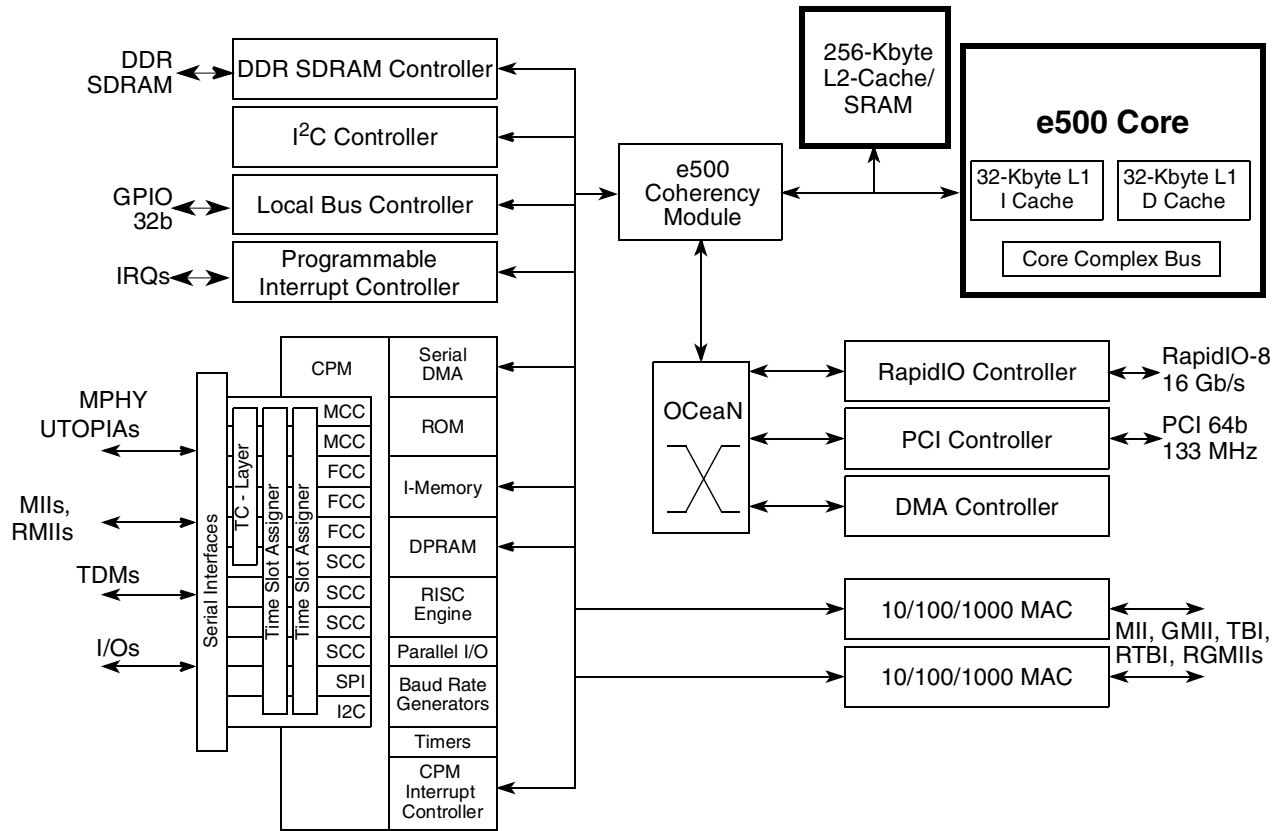 DDR
SDRAM
DDR SDRAM Controller
I²C Controller
GPIO
32b
Local Bus Controller
IRQs
Programmable
Interrupt Controller
256-Kbyte
L2-Cache/
SRAM
e500 Core
32-Kbyte L1
I Cache
32-Kbyte L1
D Cache
Core Complex Bus
e500
Coherency
Module
OCeaN
RapidIO Controller
RapidIO-8
16 Gb/s
PCI Controller
PCI 64b
133 MHz
DMA Controller
10/100/1000 MAC
10/100/1000 MAC
MII, GMII, TBI,
RTBI, RGMIIs
MPHY
UTOPIAs
MIIs,
RMIIs
TDMs
I/Os
Serial Interfaces
TC - Layer
Time Slot Assigner
Time Slot Assigner
CPM
MCC
MCC
FCC
FCC
FCC
SCC
SCC
SCC
SCC
SPI
I2C
Serial
DMA
ROM
I-Memory
DPRAM
RISC
Engine
Parallel I/O
Baud Rate
Generators
Timers
CPM
Interrupt
Controller